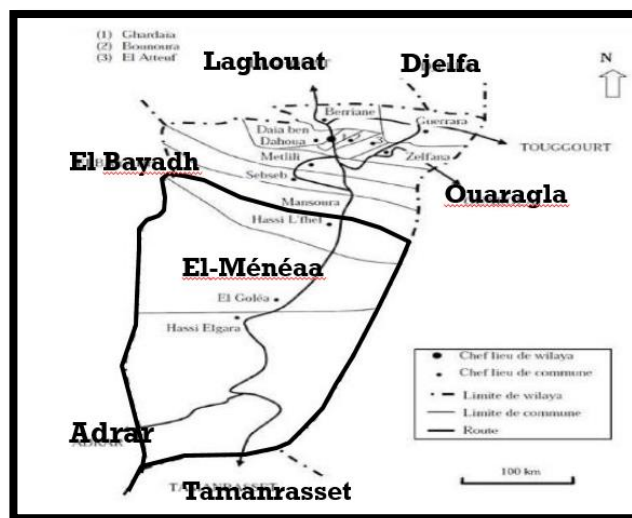 (1) Ghardaia
(2) Bounoura
(3) El Atteuf
Laghouat
Djelfa
N
Berriane
Guerrara
Daia ben
Dahoua
TOUGGOURT
El Bayadh
Metlili
Zelfana
Sebseb
Ouaragla
Mansoura
Hassi L'fhel
El-Ménéaa
El Goléa
Hassi Elgara
Chef lieu de wilaya
Chef lieu de commune
Limite de wilaya
Limite de commune
Route
Adrar
ADRAR
100 km
Tamanrasset